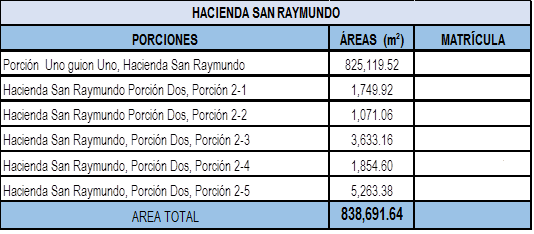 HACIENDA SAN RAYMUNDO
PORCIONES ÁREAS (m²) MATRÍCULA
Porción Uno guion Uno, Hacienda San Raymundo 825,119.52
Hacienda San Raymundo Porción Dos, Porción 2-1 1,749.92
Hacienda San Raymundo Porción Dos, Porción 2-2 1,071.06
Hacienda San Raymundo, Porción Dos, Porción 2-3 3,633.16
Hacienda San Raymundo, Porción Dos, Porción 2-4 1,854.60
Hacienda San Raymundo, Porción Dos, Porción 2-5 5,263.38
AREA TOTAL 838,691.64